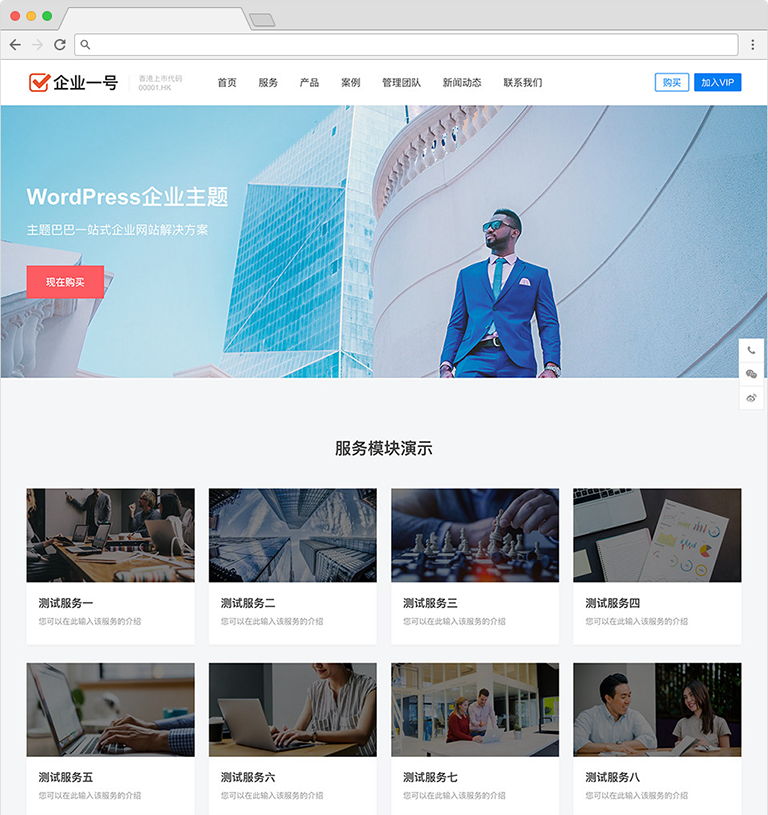 企业一号
香港上市代码
00001.HK
首页 服务 产品 案例 管理团队 新闻动态 联系我们
购买 加入VIP
WordPress企业主题
主题巴巴一站式企业网站解决方案
现在购买
服务模块演示
测试服务一 测试服务二 测试服务三 测试服务四
您可以在此输入该服务的介绍 您可以在此输入该服务的介绍 您可以在此输入该服务的介绍 您可以在此输入该服务的介绍
测试服务五 测试服务六 测试服务七 测试服务八
您可以在此输入该服务的介绍 您可以在此输入该服务的介绍 您可以在此输入该服务的介绍 您可以在此输入该服务的介绍